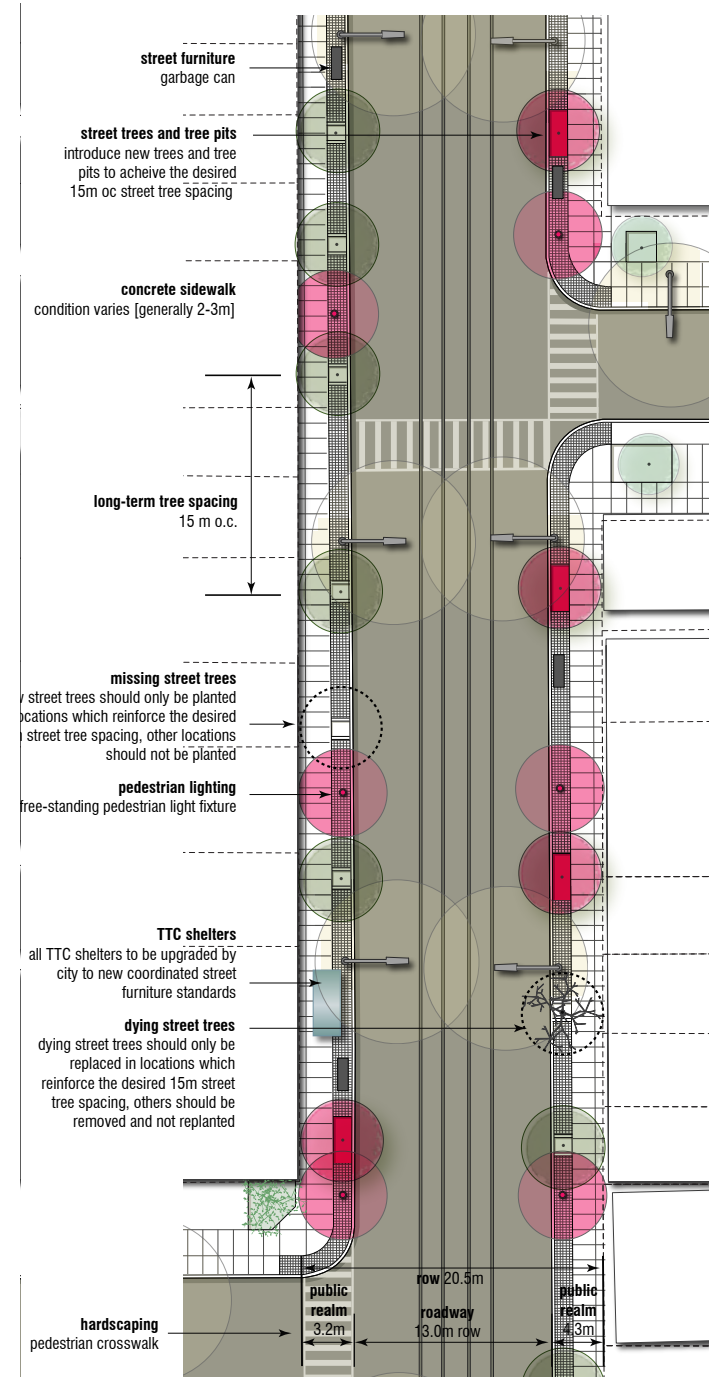 street furniture
garbage can
street trees and tree pits
introduce new trees and tree
pits to acheive the desired
15m oc street tree spacing
concrete sidewalk
condition varies [generally 2-3m]
long-term tree spacing
15 m o.c.
missing street trees
street trees should only be planted
which reinforce the desired
street tree spacing, other locations
should not be planted
pedestrian lighting
free-standing pedestrian light fixture
TTC shelters
all TTC shelters to be upgraded by
city to new coordinated street
furniture standards
dying street trees
dying street trees should only be
replaced in locations which
reinforce the desired 15m street
tree spacing, others should be
removed and not replanted
row 20.5m
public
realm
3.2m
roadway
13.0m row
public
realm
4.3m
hardscaping
pedestrian crosswalk